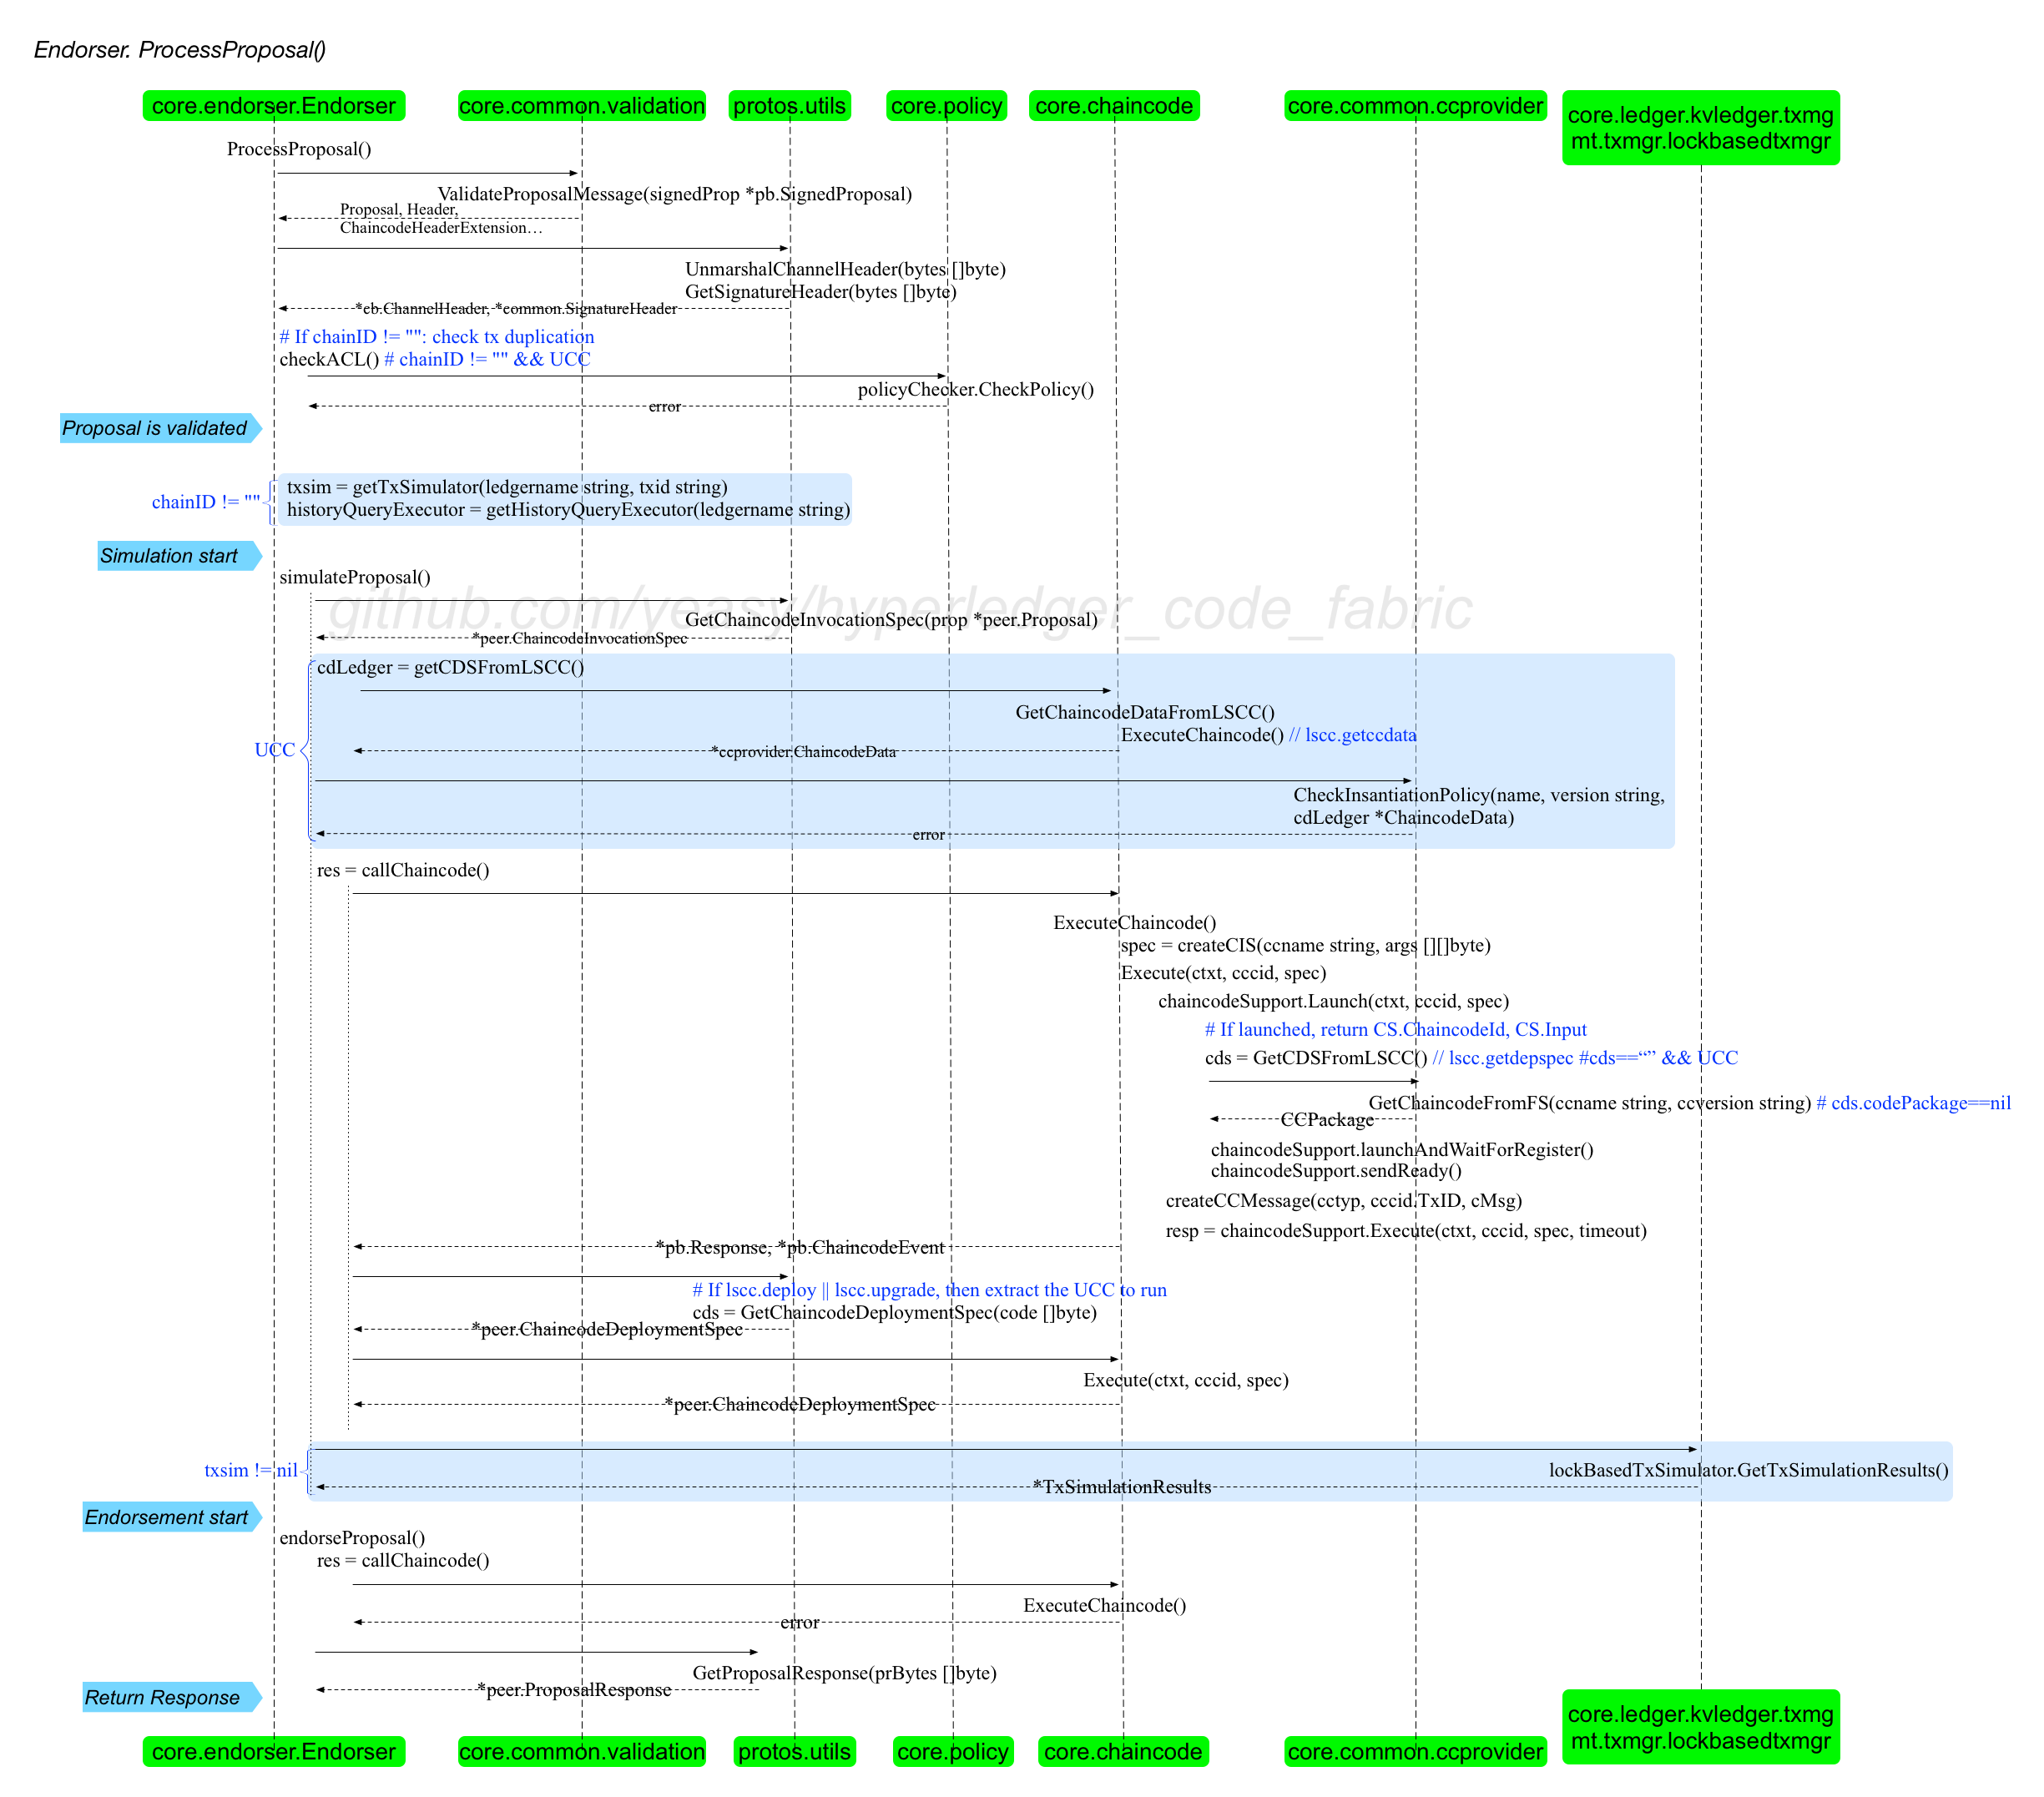 Endorser. ProcessProposal()
core.endorser.Endorser
core.common.validation
protos.utils
core.policy
core.chaincode
core.common.ccprovider
core.ledger.kvledger.txmg
mt.txmgr.lockbasedtxmgr
ProcessProposal()
ValidateProposalMessage(signedProp *pb.SignedProposal)
Proposal, Header,
ChaincodeHeaderExtension…
UnmarshalChannelHeader(bytes []byte)
GetSignatureHeader(bytes []byte)
*cb.ChannelHeader, *common.SignatureHeader
# If chainID != "": check tx duplication
checkACL() # chainID != "" && UCC
policyChecker.CheckPolicy()
error
Proposal is validated
chainID != ""
txsim = getTxSimulator(ledgername string, txid string)
historyQueryExecutor = getHistoryQueryExecutor(ledgername string)
Simulation start
simulateProposal()
github.com/yeasy/hyperledger_code_fabric
GetChaincodeInvocationSpec(prop *peer.Proposal)
*peer.ChaincodeInvocationSpec
cdLedger = getCDSFromLSCC()
GetChaincodeDataFromLSCC()
ExecuteChaincode() // lscc.getccdata
UCC
*ccprovider.ChaincodeData
CheckInsantiationPolicy(name, version string,
cdLedger *ChaincodeData)
error
res = callChaincode()
ExecuteChaincode()
spec = createCIS(ccname string, args [][]byte)
Execute(ctxt, cccid, spec)
chaincodeSupport.Launch(ctxt, cccid, spec)
# If launched, return CS.ChaincodeId, CS.Input
cds = GetCDSFromLSCC() // lscc.getdepspec #cds==“” && UCC
GetChaincodeFromFS(ccname string, ccversion string) # cds.codePackage==nil
CCPackage
chaincodeSupport.launchAndWaitForRegister()
chaincodeSupport.sendReady()
createCCMessage(cctyp, cccid.TxID, cMsg)
resp = chaincodeSupport.Execute(ctxt, cccid, spec, timeout)
*pb.Response, *pb.ChaincodeEvent
# If lscc.deploy || lscc.upgrade, then extract the UCC to run
cds = GetChaincodeDeploymentSpec(code []byte)
*peer.ChaincodeDeploymentSpec
Execute(ctxt, cccid, spec)
*peer.ChaincodeDeploymentSpec
txsim != nil
lockBasedTxSimulator.GetTxSimulationResults()
*TxSimulationResults
Endorsement start
endorseProposal()
res = callChaincode()
ExecuteChaincode()
error
GetProposalResponse(prBytes []byte)
*peer.ProposalResponse
Return Response
core.endorser.Endorser
core.common.validation
protos.utils
core.policy
core.chaincode
core.common.ccprovider
core.ledger.kvledger.txmg
mt.txmgr.lockbasedtxmgr